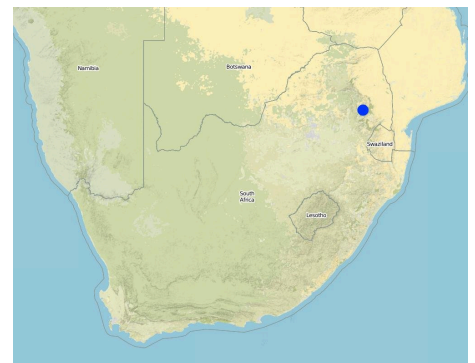 Namibia
Botswana
Swaziland
South
Africa
Lesotho